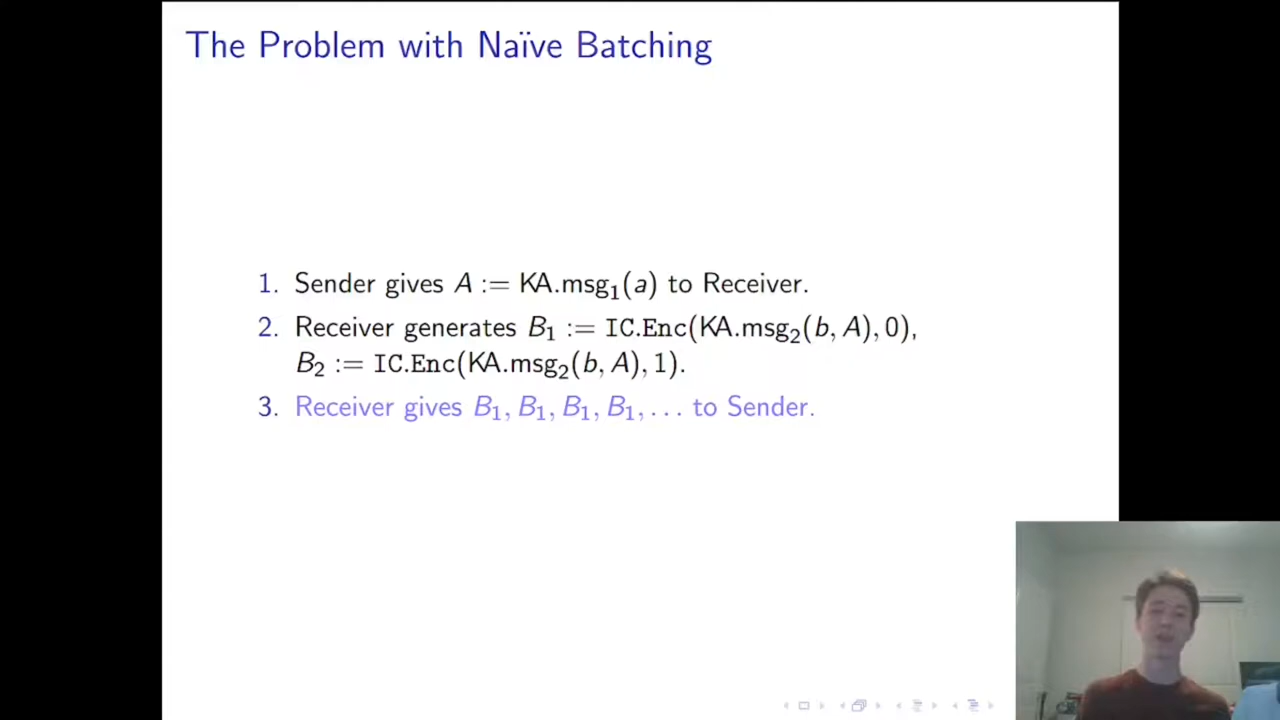 The Problem with Naïve Batching
1. Sender gives A := KA.msg₁(a) to Receiver.
2. Receiver generates B₁ := IC.Enc(KA.msg₂(b, A), 0),
B₂ := IC.Enc(KA.msg₂(b, A), 1).
3. Receiver gives B₁, B₁, B₁, B₁, . . . to Sender.